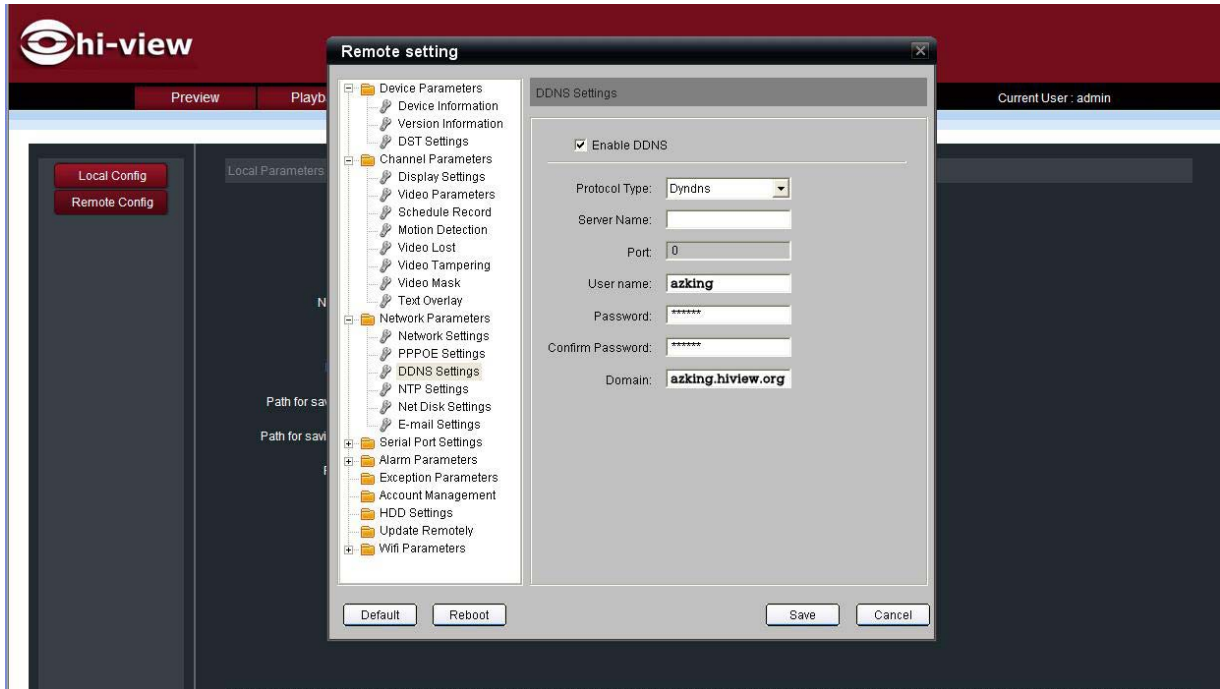 hi-view
Preview
Playb
Current User : admin
Local Config
Remote Config
Local Parameters
N
Path for sav
Path for savi
Remote setting
Device Parameters
Device Information
Version Information
DST Settings
Channel Parameters
Display Settings
Video Parameters
Schedule Record
Motion Detection
Video Lost
Video Tampering
Video Mask
Text Overlay
Network Parameters
Network Settings
PPPOE Settings
DDNS Settings
NTP Settings
Net Disk Settings
E-mail Settings
Serial Port Settings
Alarm Parameters
Exception Parameters
Account Management
HDD Settings
Update Remotely
Wifi Parameters
DDNS Settings
Enable DDNS
Protocol Type: Dyndns
Server Name:
Port: 0
User name: azking
Password: ******
Confirm Password: ******
Domain: azking.hiview.org
Default
Reboot
Save
Cancel